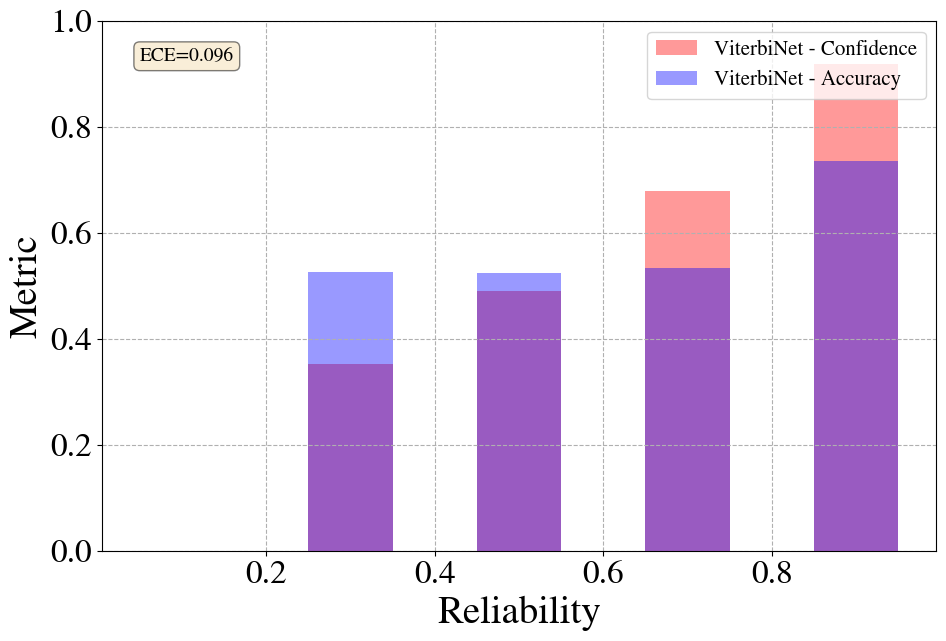 1.0
0.8
0.6
0.4
0.2
0.0
Metric
ECE=0.096
ViterbiNet - Confidence
ViterbiNet - Accuracy
0.2 0.4 0.6 0.8
Reliability